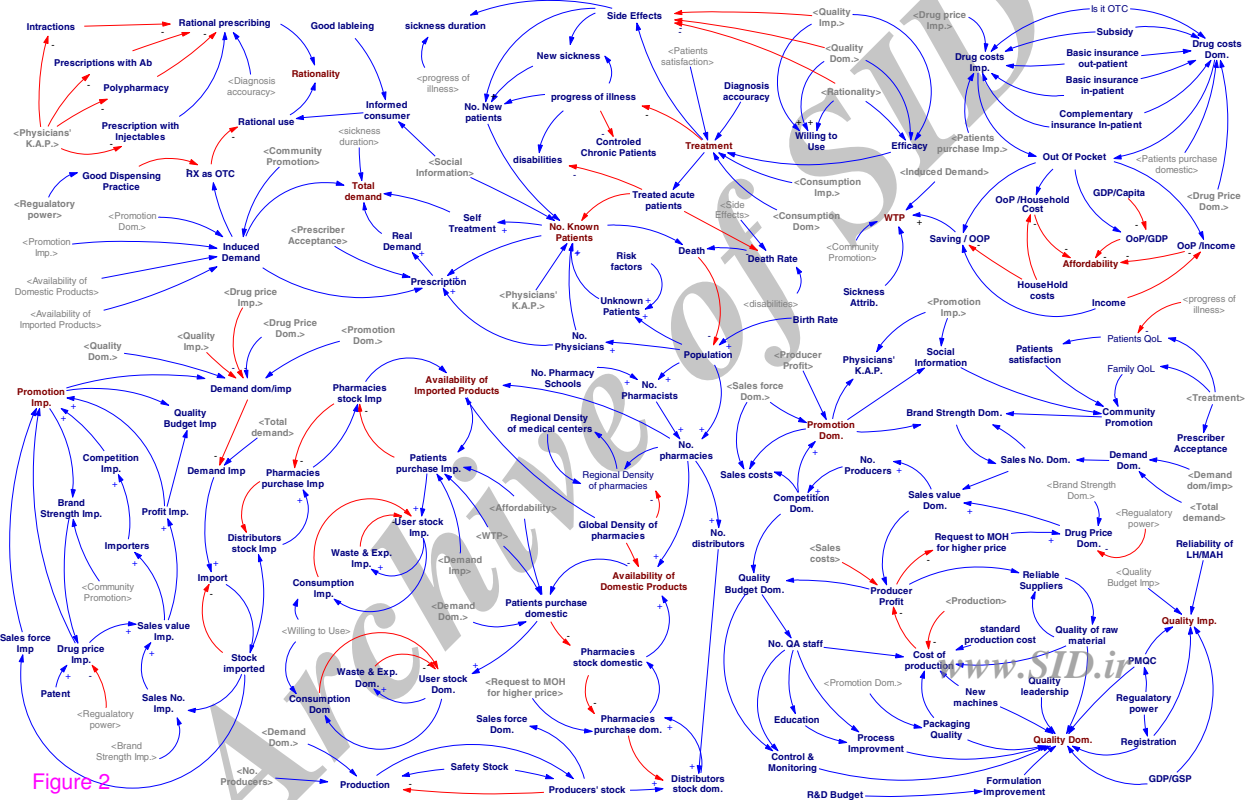 Intractions
Rational prescribing
Good lableing
sickness duration
Side Effects
<Quality
Imp.>
<Drug price
Imp.>
Is it OTC
Subsidy
Drug costs
Dom.
Prescriptions with Ab
Polypharmacy
<Diagnosis
accouracy>
Rationality
<progress of
illness>
New sickness
<Patients
satisfaction>
<Quality
Dom.>
Drug costs
Imp.
Basic insurance
out-patient
Basic insurance
in-patient
Complementary
insurance In-patient
<Physicians'
K.A.P.>
Prescription with
Injectables
Rational use
Informed
consumer
No. New
patients
progress of illness
Diagnosis
accouracy
<Rationality>
Controled
Chronic Patients
Treatment
Willing to
Use
Efficacy
<Patients
purchase Imp.>
Out Of Pocket
<Patients purchase
domestic>
<sickness
duration>
<Community
Promotion>
<Social
Information>
disabilities
Good Dispensing
Practice
RX as OTC
<Regualatory
power>
Total
demand
Treated acute
patients
<Consumption
Imp.>
<Induced Demand>
OoP /Household
Cost
GDP/Capita
<Drug Price
Dom.>
<Promotion
Dom.>
<Promotion
Imp.>
Induced
Demand
<Prescriber
Acceptance>
Real
Demand
Self
Treatment
No. Known
Patients
<Side
Effects>
<Consumption
Dom>
WTP
Saving / OOP
OoP/GDP
OoP /Income
Affordability
<Community
Promotion>
<Availability of
Domestic Products>
<Availability of
Imported Products>
Prescription
<Physicians'
K.A.P.>
Risk
factors
Unknown
Patients
Death
Death Rate
<disabilities>
Birth Rate
Sickness
Attrib.
HouseHold
costs
Income
<Drug price
Imp.>
<Quality
Imp.>
<Drug Price
Dom.>
<Promotion
Dom.>
<Quality
Dom.>
No.
Physicians
Population
<Promotion
Imp.>
<progress of
illness>
Patients QoL
<Producer
Profit>
Physicians'
K.A.P.
Social
Information
Patients
satisfaction
Family QoL
<Treatment>
Promotion
Imp.
Demand dom/imp
Pharmacies
stock Imp
Availability of
Imported Products
No. Pharmacy
Schools
No.
Pharmacists
<Sales force
Dom.>
Promotion
Dom.
Brand Strength Dom.
Community
Promotion
Prescriber
Acceptance
Quality
Budget Imp
<Total
demand>
Regional Density
of medical centers
No.
pharmacies
Competition
Imp.
Demand Imp
Pharmacies
purchase Imp
Patients
purchase Imp.
Regional Density
of pharmacies
Sales costs
No.
Producers
Sales No. Dom.
Demand
Dom.
<Demand
dom/imp>
Brand
Strength Imp.
Profit Imp.
<Affordability>
Competition
Dom.
Sales value
Dom.
<Brand Strength
Dom.>
<Total
demand>
Importers
Distributors
stock Imp
User stock
Imp.
<WTP>
Global Density of
pharmacies
No.
distributors
<Regualatory
power>
Drug Price
Dom.
Request to MOH
for higher price
Reliability of
LH/MAH
Waste & Exp.
Imp.
<Demand
Imp>
<Sales
costs>
<Community
Promotion>
Import
Consumption
Imp.
Availability of
Domestic Products
Quality
Budget Dom.
Producer
Profit
Reliable
Suppliers
<Quality
Budget Imp>
<Demand
Dom.>
Patients purchase
domestic
<Production>
Quality Imp.
Sales force
Imp
Sales value
Imp.
<Willing to Use>
standard
production cost
Quality of raw
material
Drug price
Imp.
Stock
imported
Pharmacies
stock domestic
No. QA staff
Cost of
production
www.SID.ir
PMQC
Patent
Sales No.
Imp.
Waste & Exp.
Dom.
User stock
Dom.
<Request to MOH
for higher price>
<Promotion Dom.>
New
machines
Quality
leadership
Regulatory
power
<Regualatory
power>
Consumption
Dom
Sales force
Dom.
Pharmacies
purchase dom.
Education
Packaging
Quality
Process
Improvment
Quality Dom.
Registration
<Brand
Strength Imp.>
<Demand
Dom.>
Control &
Monitoring
Figure 2
<No.
Producers>
Production
Safety Stock
Producers' stock
Distributors
stock dom.
R&D Budget
Formulation
Improvement
GDP/GSP
Archive of SID